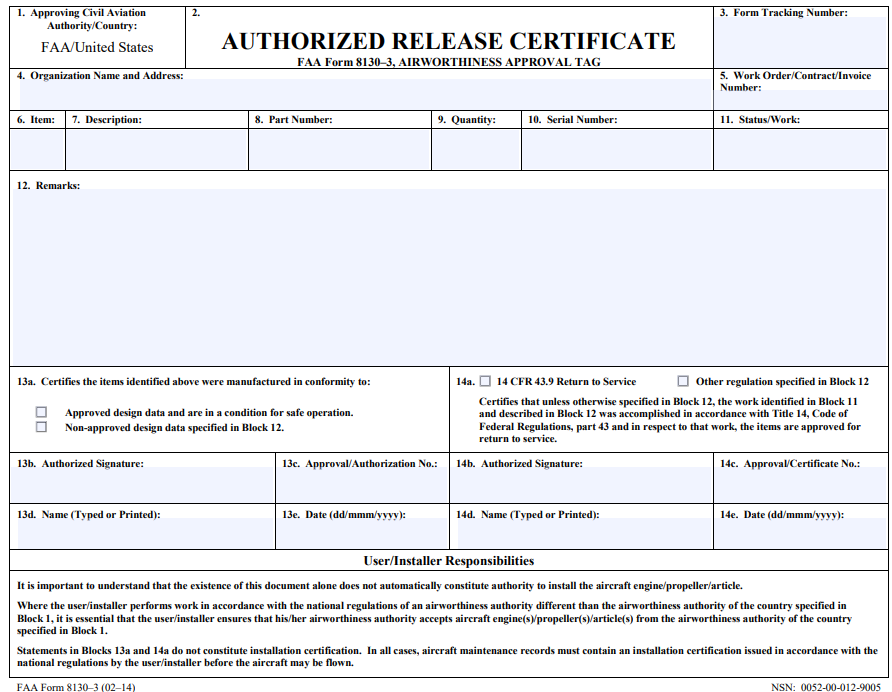 1. Approving Civil Aviation
Authority/Country:
FAA/United States
2.
AUTHORIZED RELEASE CERTIFICATE
FAA Form 8130–3, AIRWORTHINESS APPROVAL TAG
3. Form Tracking Number:
4. Organization Name and Address:
5. Work Order/Contract/Invoice
Number:
6. Item:
7. Description:
8. Part Number:
9. Quantity:
10. Serial Number:
11. Status/Work:
12. Remarks:
13a. Certifies the items identified above were manufactured in conformity to:
Approved design data and are in a condition for safe operation.
Non-approved design data specified in Block 12.
14a. 14 CFR 43.9 Return to Service Other regulation specified in Block 12
Certifies that unless otherwise specified in Block 12, the work identified in Block 11
and described in Block 12 was accomplished in accordance with Title 14, Code of
Federal Regulations, part 43 and in respect to that work, the items are approved for
return to service.
13b. Authorized Signature:
13c. Approval/Authorization No.:
14b. Authorized Signature:
14c. Approval/Certificate No.:
13d. Name (Typed or Printed):
13e. Date (dd/mmm/yyyy):
14d. Name (Typed or Printed):
14e. Date (dd/mmm/yyyy):
User/Installer Responsibilities
It is important to understand that the existence of this document alone does not automatically constitute authority to install the aircraft engine/propeller/article.
Where the user/installer performs work in accordance with the national regulations of an airworthiness authority different than the airworthiness authority of the country specified in
Block 1, it is essential that the user/installer ensures that his/her airworthiness authority accepts aircraft engine(s)/propeller(s)/article(s) from the airworthiness authority of the country
specified in Block 1.
Statements in Blocks 13a and 14a do not constitute installation certification. In all cases, aircraft maintenance records must contain an installation certification issued in accordance with the
national regulations by the user/installer before the aircraft may be flown.
FAA Form 8130–3 (02–14)
NSN: 0052-00-012-9005